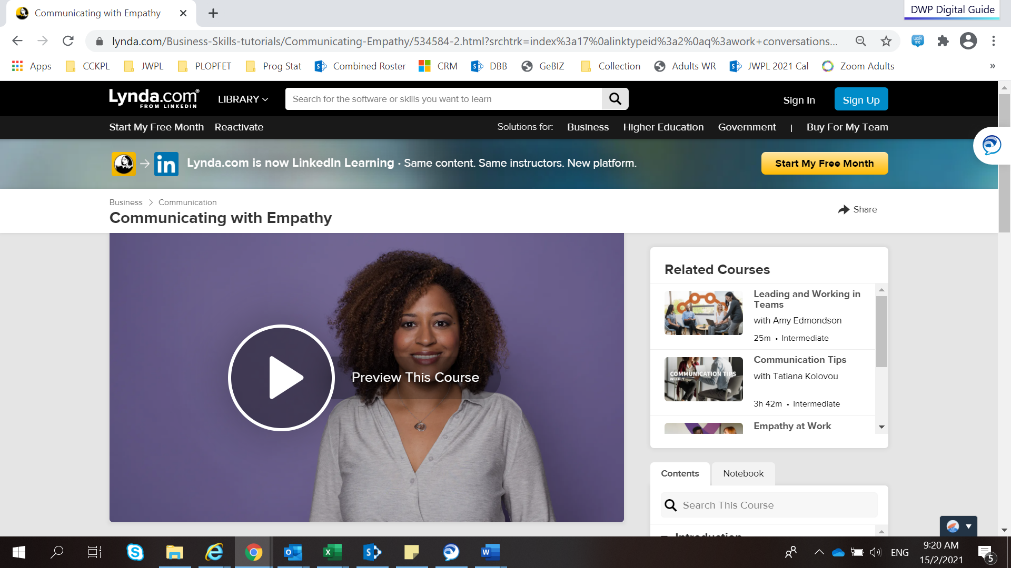 Communicating with Empathy
DWP Digital Guide
lynda.com/Business-Skills-tutorials/Communicating-Empathy/534584-2.html?srchtrk=index%3a17%0alinktypeid%3a2%0aq%3awork+conversations...
Apps CCKPL JWPL PLOPFET Prog Stat Combined Roster CRM DBB GeBIZ Collection Adults WR JWPL 2021 Cal Zoom Adults »
Lynda.com®
FROM LINKEDIN
LIBRARY
Search for the software or skills you want to learn
Sign In Sign Up
Start My Free Month Reactivate Solutions for: Business Higher Education Government | Buy For My Team
in Lynda.com is now LinkedIn Learning · Same content. Same instructors. New platform. Start My Free Month
Business > Communication
Communicating with Empathy
Share
Related Courses
Leading and Working in
Teams
with Amy Edmondson
25m • Intermediate
COMMUNICATION TIPS
Communication Tips
with Tatiana Kolovou
3h 42m • Intermediate
Empathy at Work
Preview This Course
Contents Notebook
Search This Course
Introduction
ENG
9:20 AM
15/2/2021
5